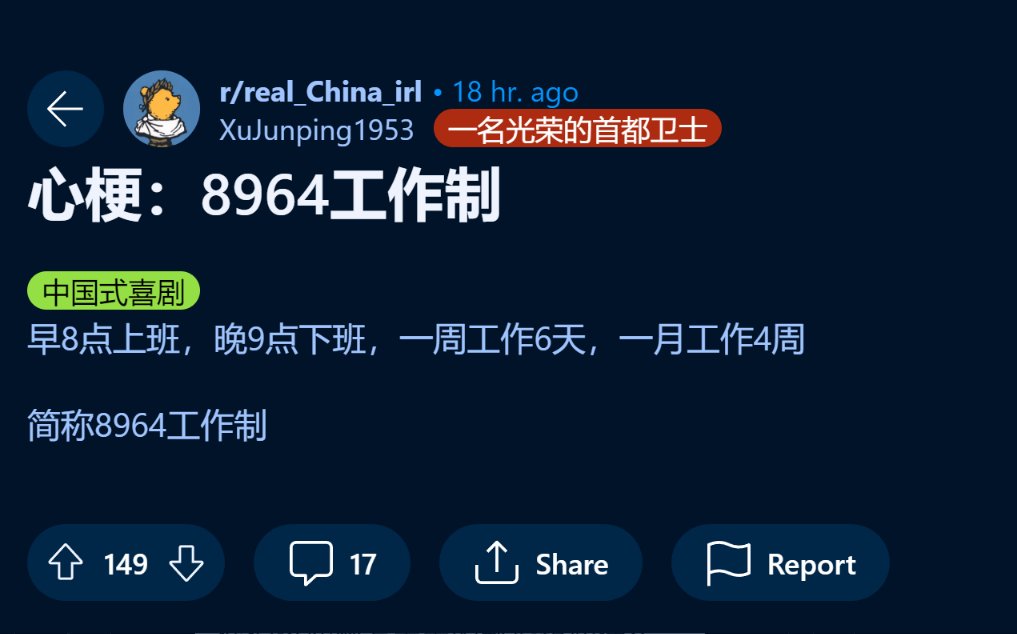 r/real_China_irl • 18 hr. ago
XuJunping1953 一名光荣的首都卫士
心梗：8964工作制
中国式喜剧
早8点上班，晚9点下班，一周工作6天，一月工作4周
简称8964工作制
149 17 Share Report